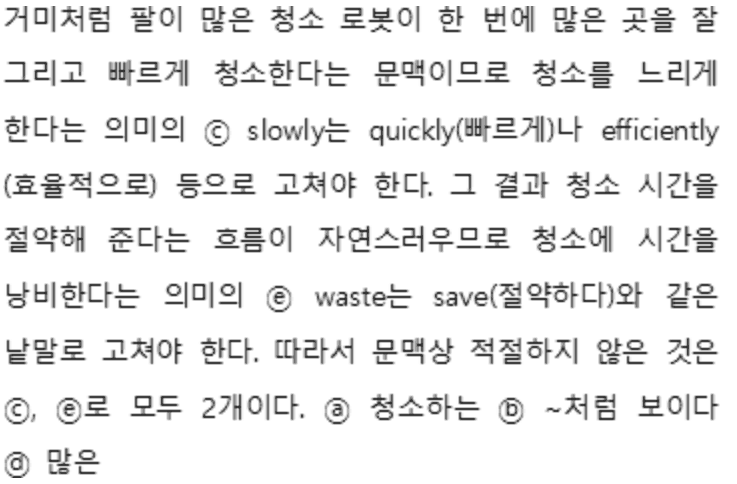 거미처럼 팔이 많은 청소 로봇이 한 번에 많은 곳을 잘
그리고 빠르게 청소한다는 문맥이므로 청소를 느리게
한다는 의미의 ⓒ slowly는 quickly(빠르게)나 efficiently
(효율적으로) 등으로 고쳐야 한다. 그 결과 청소 시간을
절약해 준다는 흐름이 자연스러우므로 청소에 시간을
낭비한다는 의미의 ⓔ waste는 save(절약하다)와 같은
낱말로 고쳐야 한다. 따라서 문맥상 적절하지 않은 것은
ⓒ, ⓔ로 모두 2개이다. ⓐ 청소하는 ⓑ ~처럼 보이다
ⓓ 많은